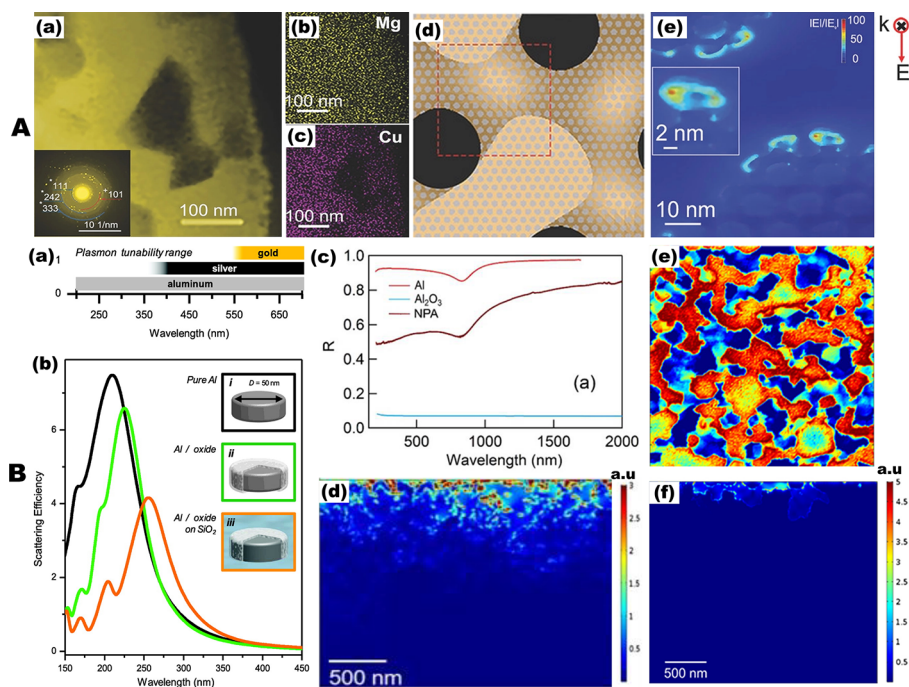 A
(a)
111
242
333
101
10 1/nm
100 nm
(b)
Mg
100 nm
(c)
Cu
100 nm
(d)
(e)
|E|/|E
100
50
0
k
E
2 nm
10 nm
B
(a)
Plasmon tunability range
gold
silver
aluminum
1
0
250
350
450
550
650
Wavelength (nm)
(b)
Pure Al
i
D = 50 nm
Al / oxide
ii
Al / oxide
on SiO2
iii
Scattering Efficiency
6
4
2
0
150
200
250
300
350
400
450
Wavelength (nm)
(c)
1.0
0.8
0.6
0.4
0.2
0.0
R
Al
Al2O3
NPA
(a)
500
1000
1500
2000
Wavelength (nm)
(d)
a.u
3
2.5
2
1.5
1
0.5
500 nm
(e)
(f)
a.u
5
4.5
4
3.5
3
2.5
2
1.5
1
0.5
500 nm